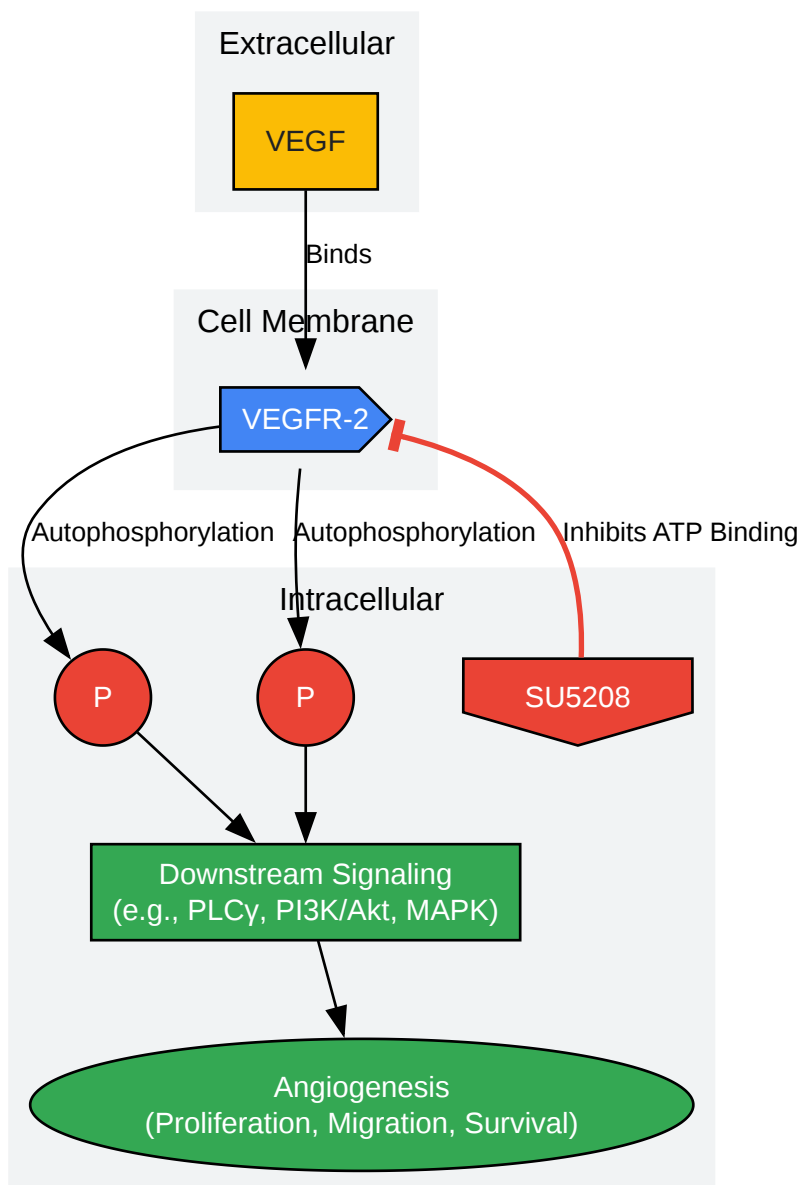 Extracellular
VEGF
Binds
Cell Membrane
VEGFR-2
Autophosphorylation
Autophosphorylation
Inhibits ATP Binding
Intracellular
P
P
SU5208
Downstream Signaling
(e.g., PLCγ, PI3K/Akt, MAPK)
Angiogenesis
(Proliferation, Migration, Survival)